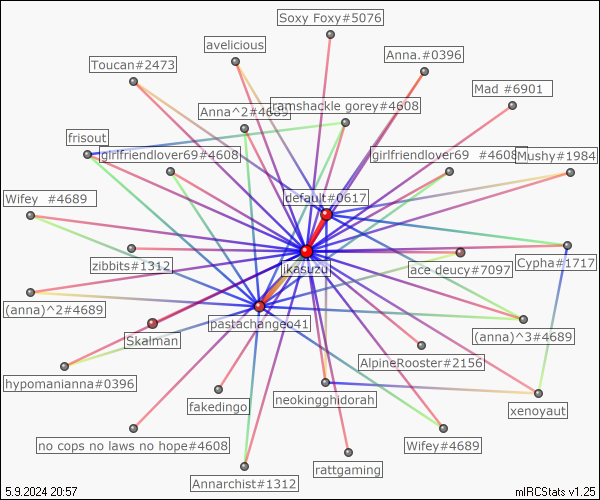 Soxy Foxy#5076
avelicious
Anna.#0396
Toucan#2473
Mad #6901
Anna^2#4689
ramshackle gorey#4608
frisout
girlfriendlover69#4608
girlfriendlover69 #4608
Mushy#1984
default#0617
Wifey #4689
zibbits#1312
jkasuzu
ace deucy#7097
Cypha#1717
(anna)^2#4689
pastachangeo41
Skalman
(anna)^3#4689
AlpineRooster#2156
hypomanianna#0396
fakedingo
neokingghidorah
xenoyaut
no cops no laws no hope#4608
Wifey#4689
rattgaming
Annarchist#1312
5.9.2024 20:57
mIRCStats v1.25